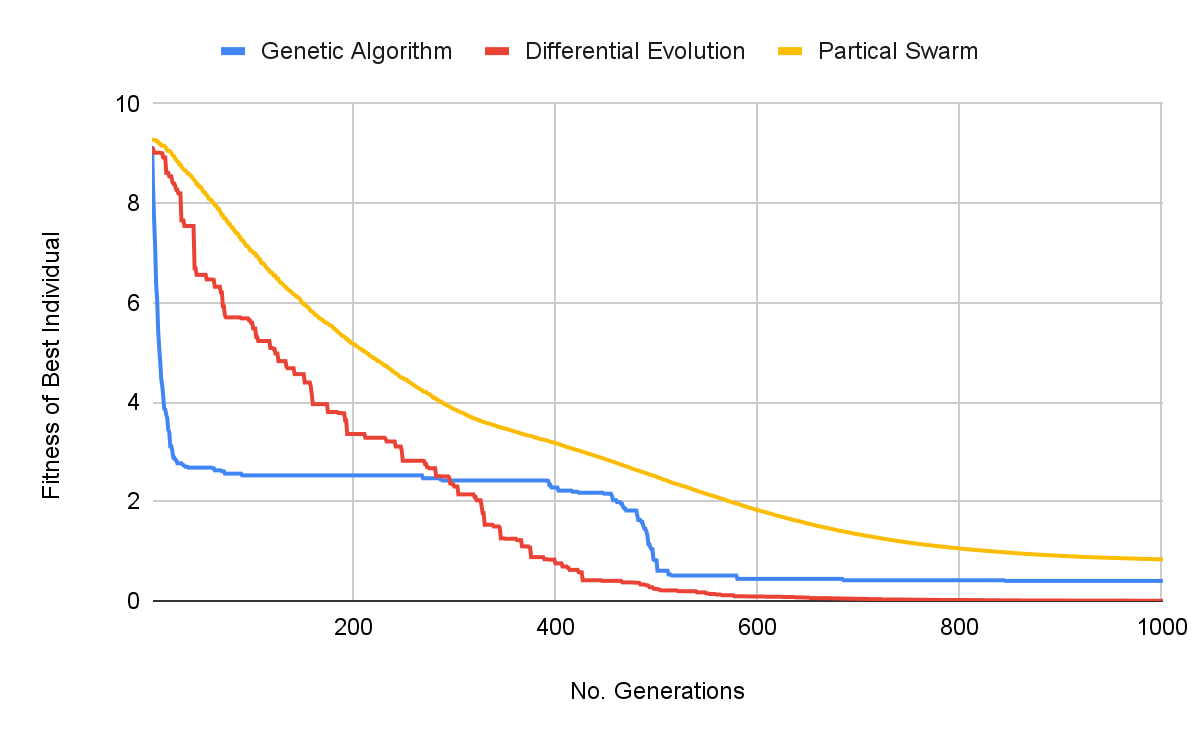 Genetic Algorithm Differential Evolution Partical Swarm
10
8
6
4
2
0
Fitness of Best Individual
200 400 600 800 1000
No. Generations